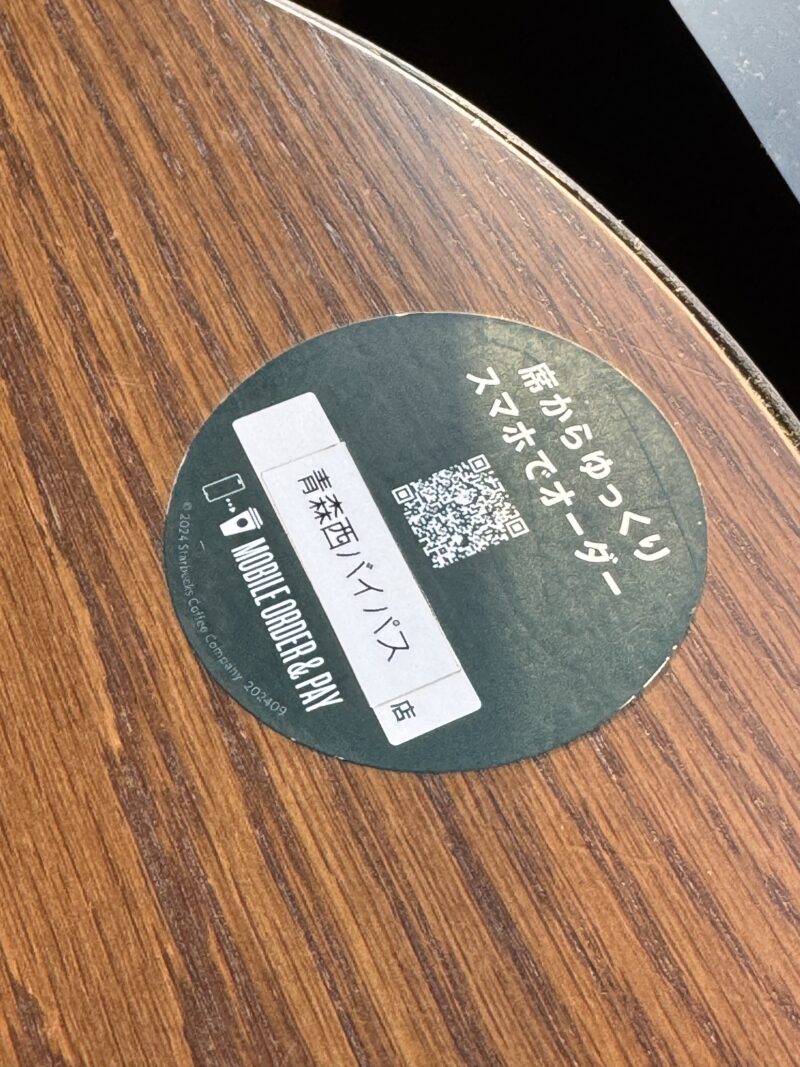 席からゆっくり
スマホでオーダー
青森西バイパス 店
MOBILE ORDER & PAY
© 2024 Starbucks Coffee Company 202409